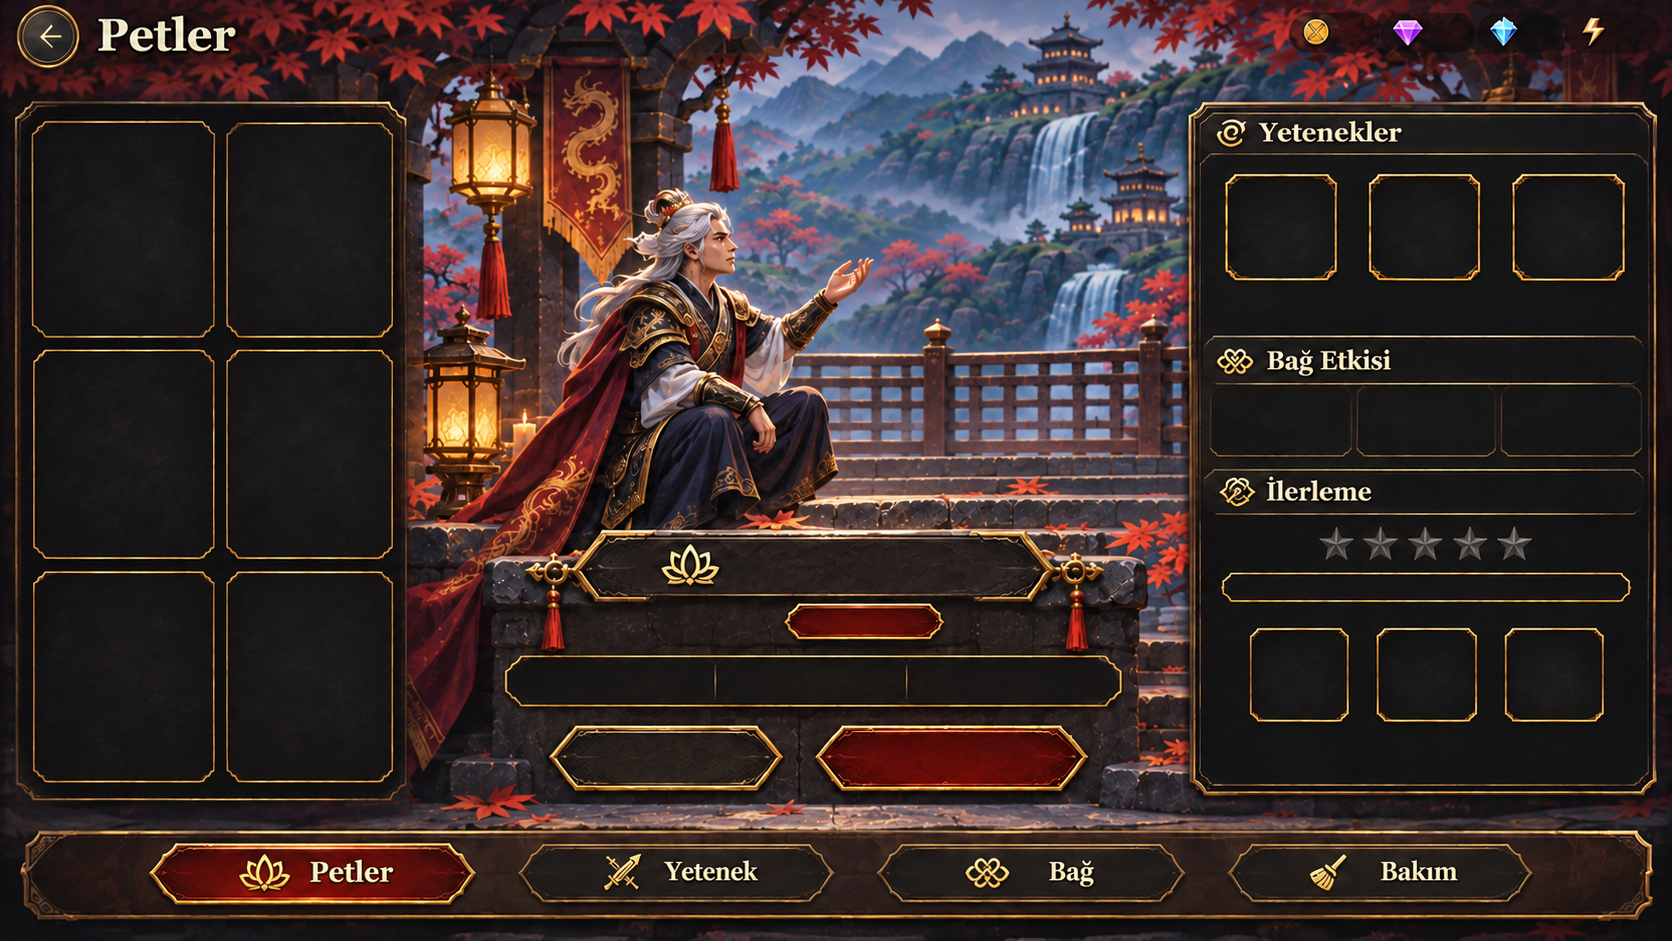 Petler
Yetenekler
Bağ Etkisi
İlerleme
Petler
Yetenek
Bağ
Bakım